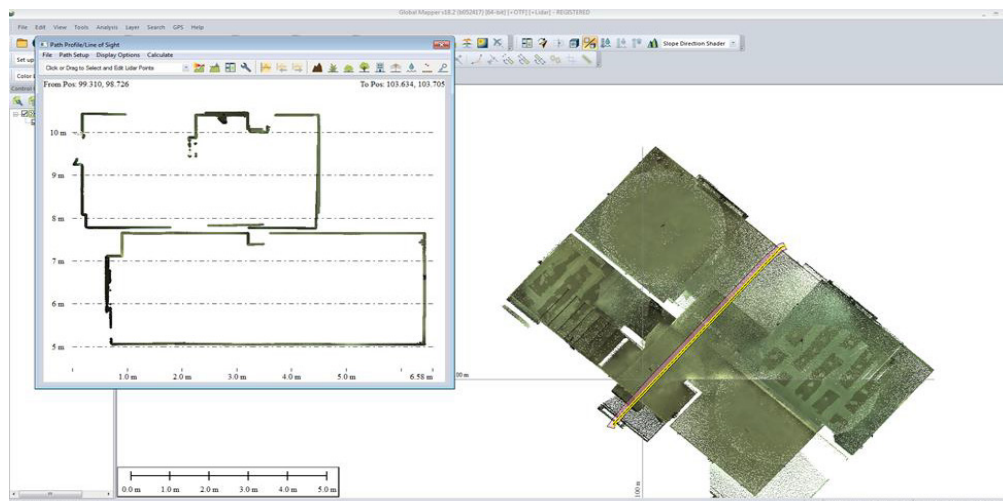 Global Mapper v18.2 (b052417) [64-bit] [+OTF] [+Lidar] - REGISTERED
File Edit View Tools Analysis Layer Search GPS Help
Path Profile/Line of Sight
File Path Setup Display Options Calculate
Click or Drag to Select and Edit Lidar Points
Slope Direction Shader
Set up
Color
Control
From Pos: 99.310, 98.726
To Pos: 103.634, 103.705
10 m
9 m
8 m
7 m
6 m
5 m
1.0 m 2.0 m 3.0 m 4.0 m 5.0 m 6.58 m
100 m
0.0 m 1.0 m 2.0 m 3.0 m 4.0 m 5.0 m